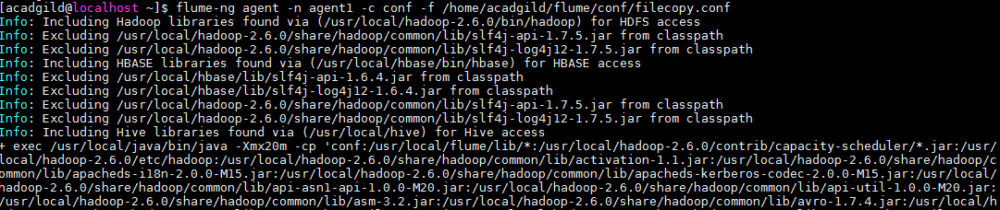 [acadgild@localhost ~]$ flume-ng agent -n agent1 -c conf -f /home/acadgild/flume/conf/filecopy.conf
Info: Including Hadoop libraries found via (/usr/local/hadoop-2.6.0/bin/hadoop) for HDFS access
Info: Excluding /usr/local/hadoop-2.6.0/share/hadoop/common/lib/slf4j-api-1.7.5.jar from classpath
Info: Excluding /usr/local/hadoop-2.6.0/share/hadoop/common/lib/slf4j-log4j12-1.7.5.jar from classpath
Info: Including HBASE libraries found via (/usr/local/hbase/bin/hbase) for HBASE access
Info: Excluding /usr/local/hbase/lib/slf4j-api-1.6.4.jar from classpath
Info: Excluding /usr/local/hbase/lib/slf4j-log4j12-1.6.4.jar from classpath
Info: Excluding /usr/local/hadoop-2.6.0/share/hadoop/common/lib/slf4j-api-1.7.5.jar from classpath
Info: Excluding /usr/local/hadoop-2.6.0/share/hadoop/common/lib/slf4j-log4j12-1.7.5.jar from classpath
Info: Including Hive libraries found via (/usr/local/hive) for Hive access
+ exec /usr/local/java/bin/java -Xmx20m -cp 'conf:/usr/local/flume/lib/*:/usr/local/hadoop-2.6.0/contrib/capacity-scheduler/*.jar:/usr/
local/hadoop-2.6.0/etc/hadoop:/usr/local/hadoop-2.6.0/share/hadoop/common/lib/activation-1.1.jar:/usr/local/hadoop-2.6.0/share/hadoop/c
ommon/lib/apacheds-i18n-2.0.0-M15.jar:/usr/local/hadoop-2.6.0/share/hadoop/common/lib/apacheds-kerberos-codec-2.0.0-M15.jar:/usr/local/
hadoop-2.6.0/share/hadoop/common/lib/api-asn1-api-1.0.0-M20.jar:/usr/local/hadoop-2.6.0/share/hadoop/common/lib/api-util-1.0.0-M20.jar:
/usr/local/hadoop-2.6.0/share/hadoop/common/lib/asm-3.2.jar:/usr/local/hadoop-2.6.0/share/hadoop/common/lib/avro-1.7.4.jar:/usr/local/h